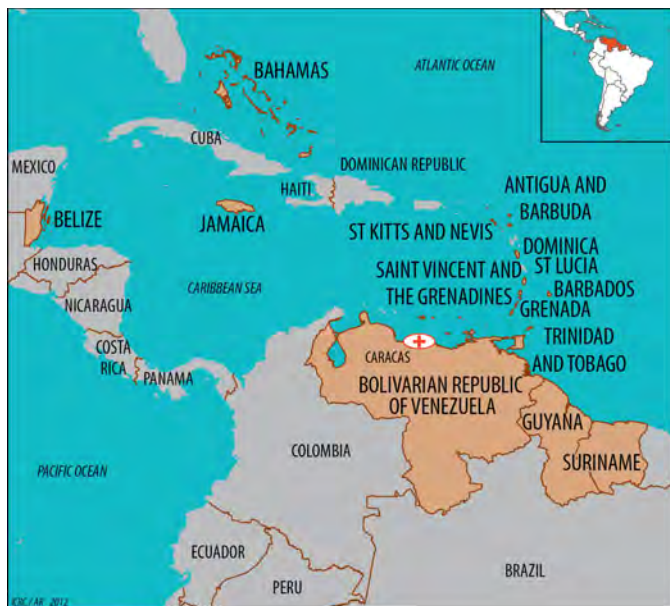 ATLANTIC OCEAN
BAHAMAS
CUBA
MEXICO
DOMINICAN REPUBLIC
HAITI
ANTIGUA AND
BARBUDA
BELIZE
JAMAICA
ST KITTS AND NEVIS
DOMINICA
HONDURAS
SAINT VINCENT AND
THE GRENADINES
ST LUCIA
BARBADOS
CARIBBEAN SEA
NICARAGUA
GRENADA
COSTA
RICA
TRINIDAD
AND TOBAGO
PANAMA
CARACAS
BOLIVARIAN REPUBLIC
OF VENEZUELA
GUYANA
COLOMBIA
SURINAME
PACIFIC OCEAN
ECUADOR
PERU
BRAZIL
ICRC / AR 2012